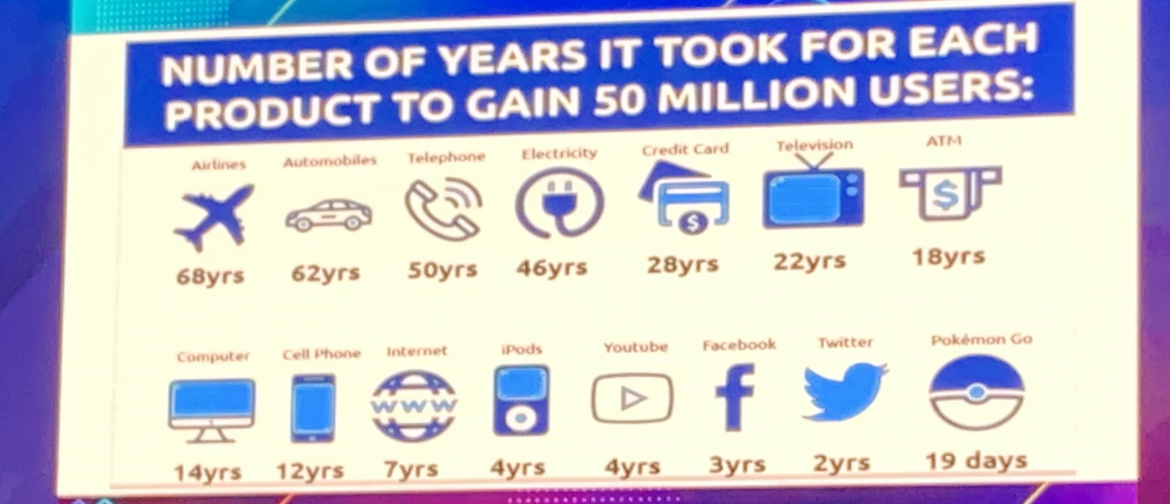 NUMBER OF YEARS IT TOOK FOR EACH
PRODUCT TO GAIN 50 MILLION USERS:
Airlines Automobiles Telephone Electricity Credit Card Television ATM
$ $
68yrs 62yrs 50yrs 46yrs 28yrs 22yrs 18yrs
Computer Cell Phone Internet iPods Youtube Facebook Twitter Pokémon Go
www f
14yrs 12yrs 7yrs 4yrs 4yrs 3yrs 2yrs 19 days